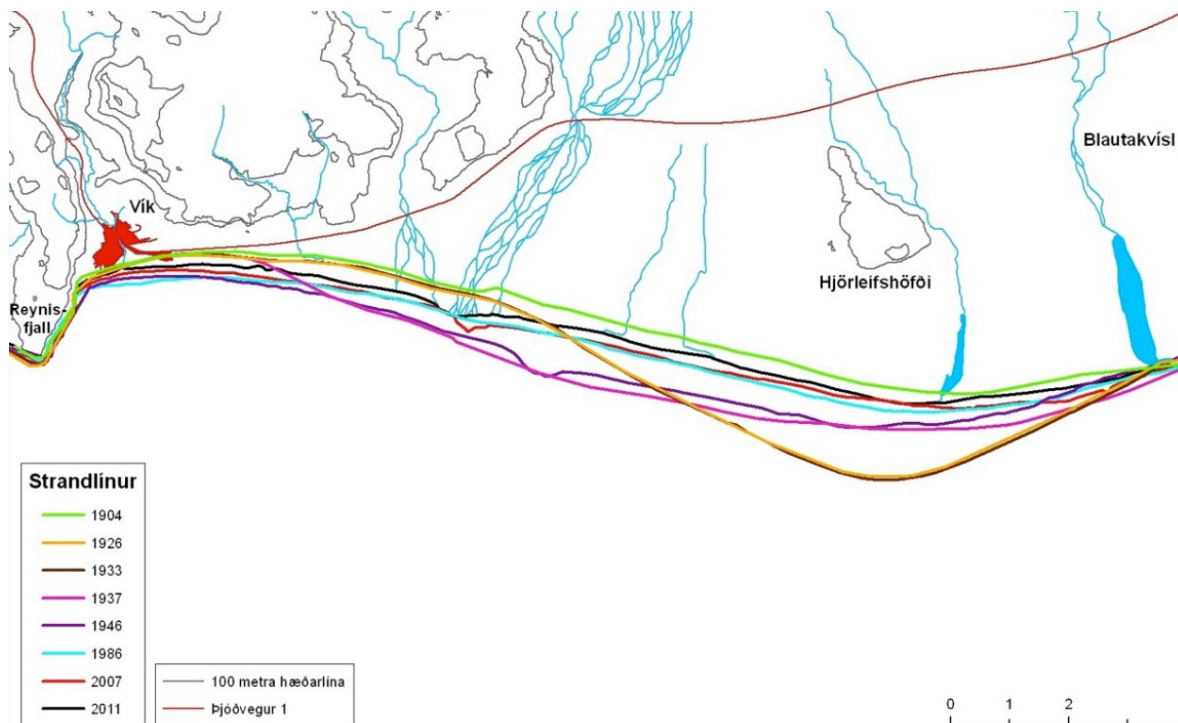 Blautakvísl
Vík
Hjörleifshöfði
Reynis-
fjall
Strandlínur
1904
1926
1933
1937
1946
1986
2007
2011
100 metra hæðarlína
Þjóðvegur 1
0 1 2